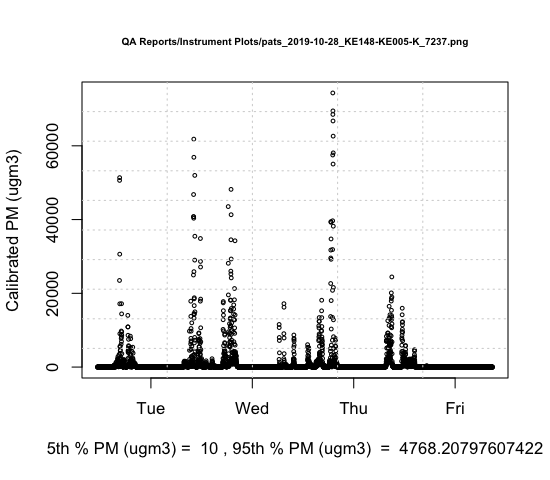 QA Reports/Instrument Plots/pats_2019-10-28_KE148-KE005-K_7237.png
Calibrated PM (ugm3)
60000
40000
20000
0
Tue Wed Thu Fri
5th % PM (ugm3) = 10 , 95th % PM (ugm3) = 4768.20797607422